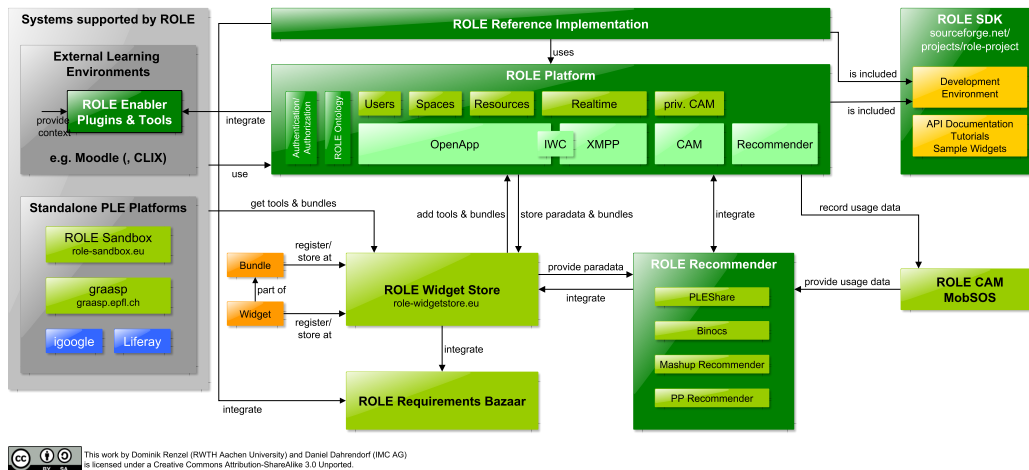 Systems supported by ROLE
External Learning
Environments
provide
context
ROLE Enabler
Plugins & Tools
e.g. Moodle (, CLIX)
Standalone PLE Platforms
ROLE Sandbox
role-sandbox.eu
graasp
graasp.epfl.ch
igoogle
Liferay
ROLE Reference Implementation
uses
ROLE Platform
integrate
use
Authentication/
Authorization
ROLE Ontology
Users
Spaces
Resources
Realtime
priv. CAM
OpenApp
IWC
XMPP
CAM
Recommender
is included
is included
ROLE SDK
sourceforge.net/
projects/role-project
Development
Environment
API Documentation
Tutorials
Sample Widgets
get tools & bundles
add tools & bundles
store paradata & bundles
integrate
record usage data
Bundle
part of
Widget
register/
store at
register/
store at
ROLE Widget Store
role-widgetstore.eu
provide paradata
integrate
ROLE Recommender
PLEShare
Binocs
Mashup Recommender
PP Recommender
provide usage data
ROLE CAM
MobSOS
integrate
integrate
ROLE Requirements Bazaar
cc
BY SA
This work by Dominik Renzel (RWTH Aachen University) and Daniel Dahrendorf (IMC AG)
is licensed under a Creative Commons Attribution-ShareAlike 3.0 Unported.